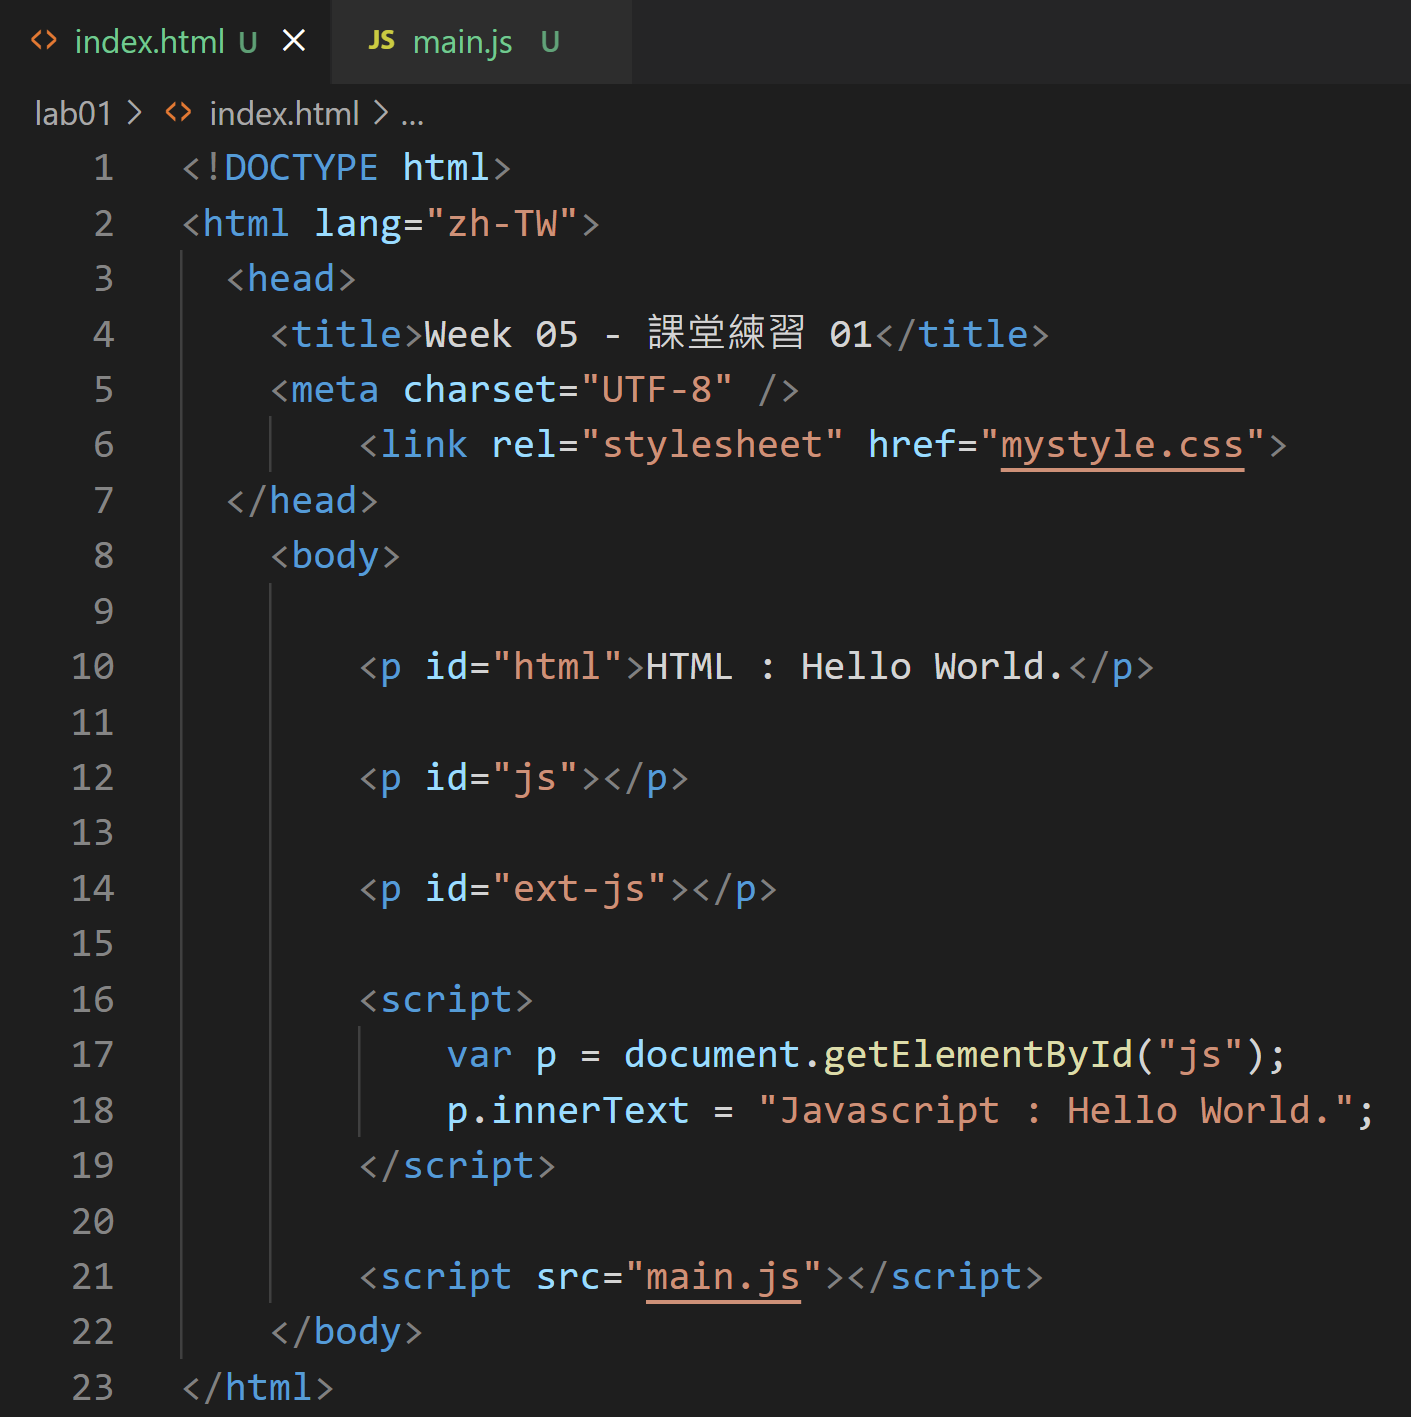 <> index.html U × JS main.js U
lab01 > <> index.html > ...
1 <!DOCTYPE html>
2 <html lang="zh-TW">
3 <head>
4 <title>Week 05 - 課堂練習 01</title>
5 <meta charset="UTF-8" />
6 <link rel="stylesheet" href="mystyle.css">
7 </head>
8 <body>
9
10 <p id="html">HTML : Hello World.</p>
11
12 <p id="js"></p>
13
14 <p id="ext-js"></p>
15
16 <script>
17 var p = document.getElementById("js");
18 p.innerText = "Javascript : Hello World.";
19 </script>
20
21 <script src="main.js"></script>
22 </body>
23 </html>